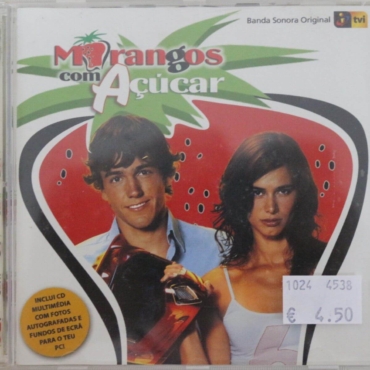 Banda Sonora Original tvi
Morangos
com
Açúcar
INCLUI CD
MULTIMÉDIA
COM FOTOS
AUTOGRAFADAS E
FUNDOS DE ECRÃ
PARA O TEU
PC!
1024 4538
€ 4.50